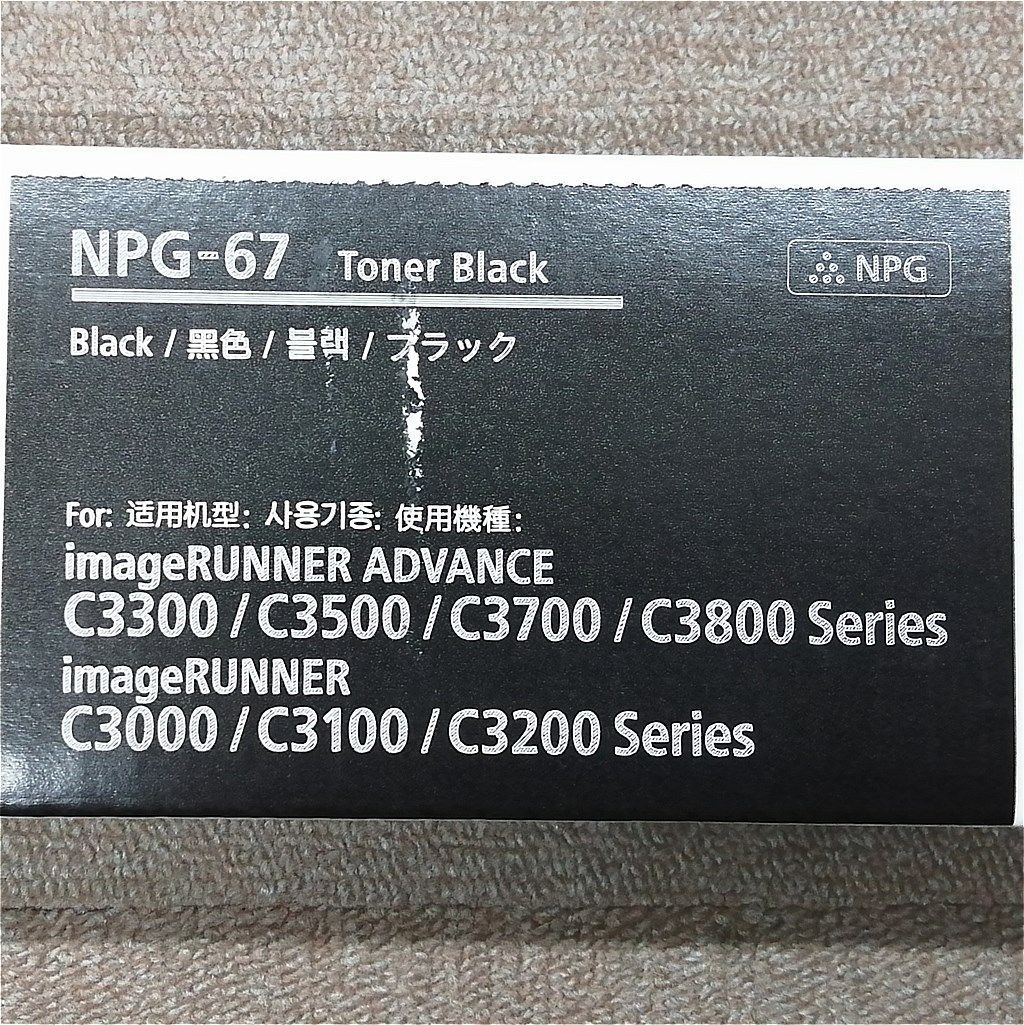 NPG-67 Toner Black
NPG
Black / 黑色 / 블랙 / ブラック
For: 适用机型: 사용기종: 使用機種:
imageRUNNER ADVANCE
C3300 / C3500 / C3700 / C3800 Series
imageRUNNER
C3000 / C3100 / C3200 Series